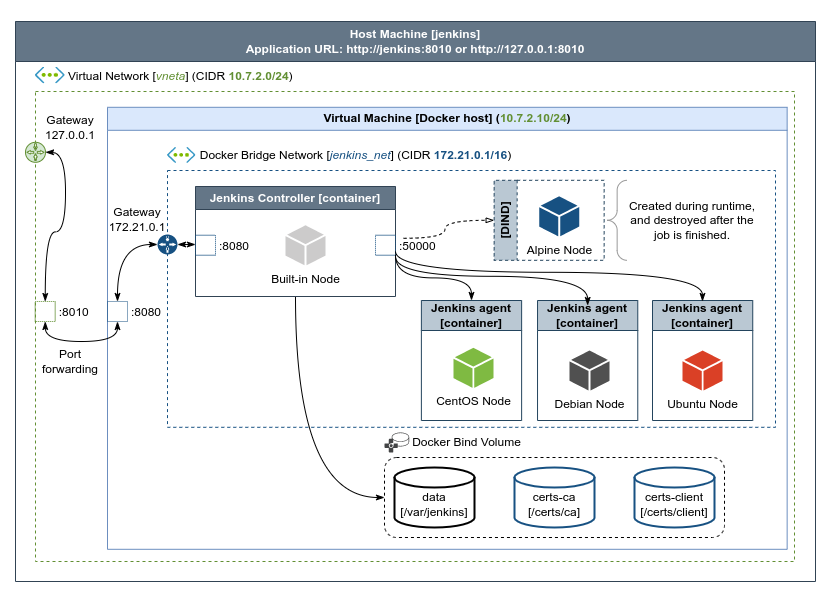 Host Machine [jenkins]
Application URL: http://jenkins:8010 or http://127.0.0.1:8010
Virtual Network [vneta] (CIDR 10.7.2.0/24)
Gateway
127.0.0.1
Virtual Machine [Docker host] (10.7.2.10/24)
Docker Bridge Network [jenkins_net] (CIDR 172.21.0.1/16)
Jenkins Controller [container]
Gateway
172.21.0.1
:8080
Built-in Node
:50000
[DIND]
Alpine Node
Created during runtime,
and destroyed after the
job is finished.
:8010
:8080
Port
forwarding
Jenkins agent
[container]
CentOS Node
Jenkins agent
[container]
Debian Node
Jenkins agent
[container]
Ubuntu Node
Docker Bind Volume
data
[/var/jenkins]
certs-ca
[/certs/ca]
certs-client
[/certs/client]